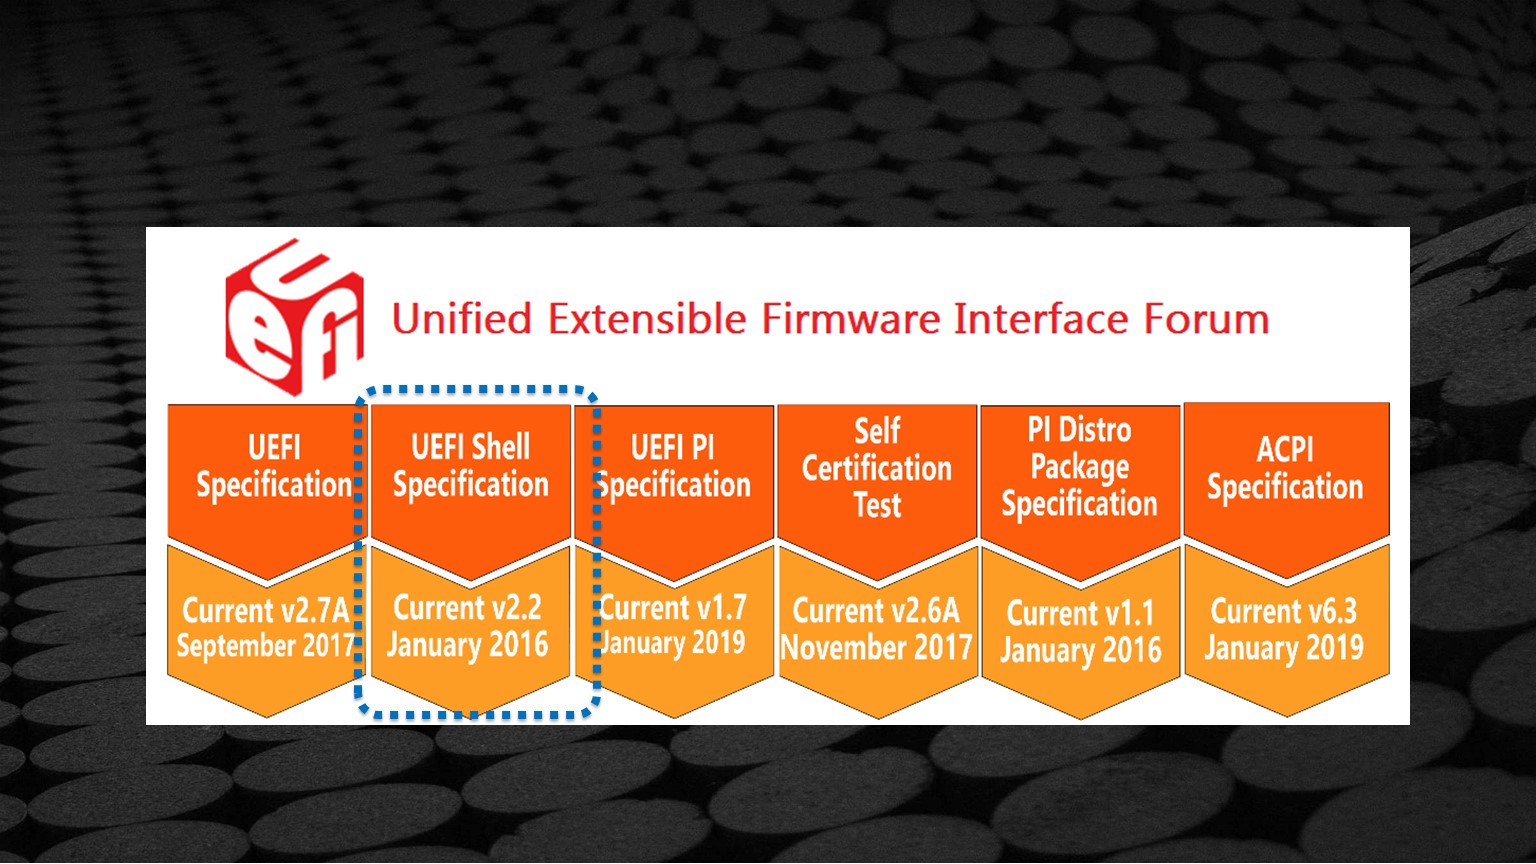 uefi
Unified Extensible Firmware Interface Forum
UEFI
Specification
Current v2.7A
September 2017
UEFI Shell
Specification
Current v2.2
January 2016
UEFI PI
Specification
Current v1.7
January 2019
Self
Certification
Test
Current v2.6A
November 2017
PI Distro
Package
Specification
Current v1.1
January 2016
ACPI
Specification
Current v6.3
January 2019